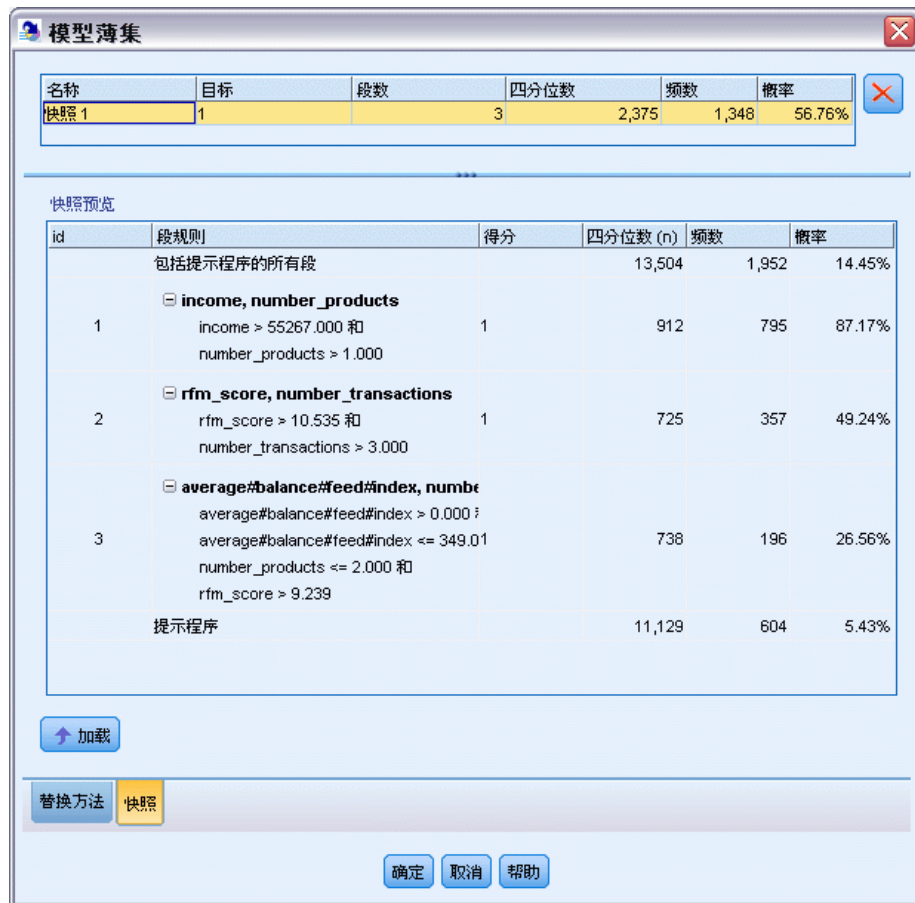 模型薄集
名称 目标 段数 四分位数 频数 概率
快照 1 1 3 2,375 1,348 56.76%
快照预览
id 段规则 得分 四分位数 (n) 频数 概率
包括提示程序的所有段 13,504 1,952 14.45%
income, number_products
income > 55267.000 和
1 1 912 795 87.17%
number_products > 1.000
rfm_score, number_transactions
rfm_score > 10.535 和
2 1 725 357 49.24%
number_transactions > 3.000
average#balance#feed#index, numbe
average#balance#feed#index > 0.000
average#balance#feed#index <= 349.0
3 1 738 196 26.56%
number_products <= 2.000 和
rfm_score > 9.239
提示程序 11,129 604 5.43%
加载
替换方法 快照
确定 取消 帮助